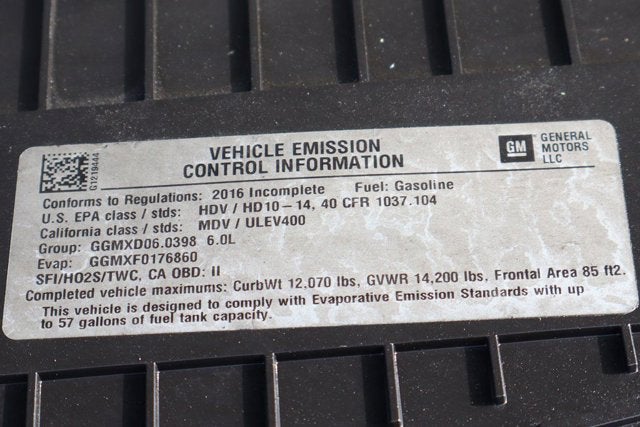 VEHICLE EMISSION
CONTROL INFORMATION
GM GENERAL
MOTORS
LLC
G1219444
Conforms to Regulations: 2016 Incomplete Fuel: Gasoline
U.S. EPA class / stds: HDV / HD10-14, 40 CFR 1037.104
California class / stds: MDV / ULEV400
Group: GGMXD06.0398 6.0L
Evap: GGMXF0176860
SFI/HO2S/TWC, CA OBD: II
Completed vehicle maximums: CurbWt 12,070 lbs, GVWR 14,200 lbs, Frontal Area 85 ft2.
This vehicle is designed to comply with Evaporative Emission Standards with up
to 57 gallons of fuel tank capacity.